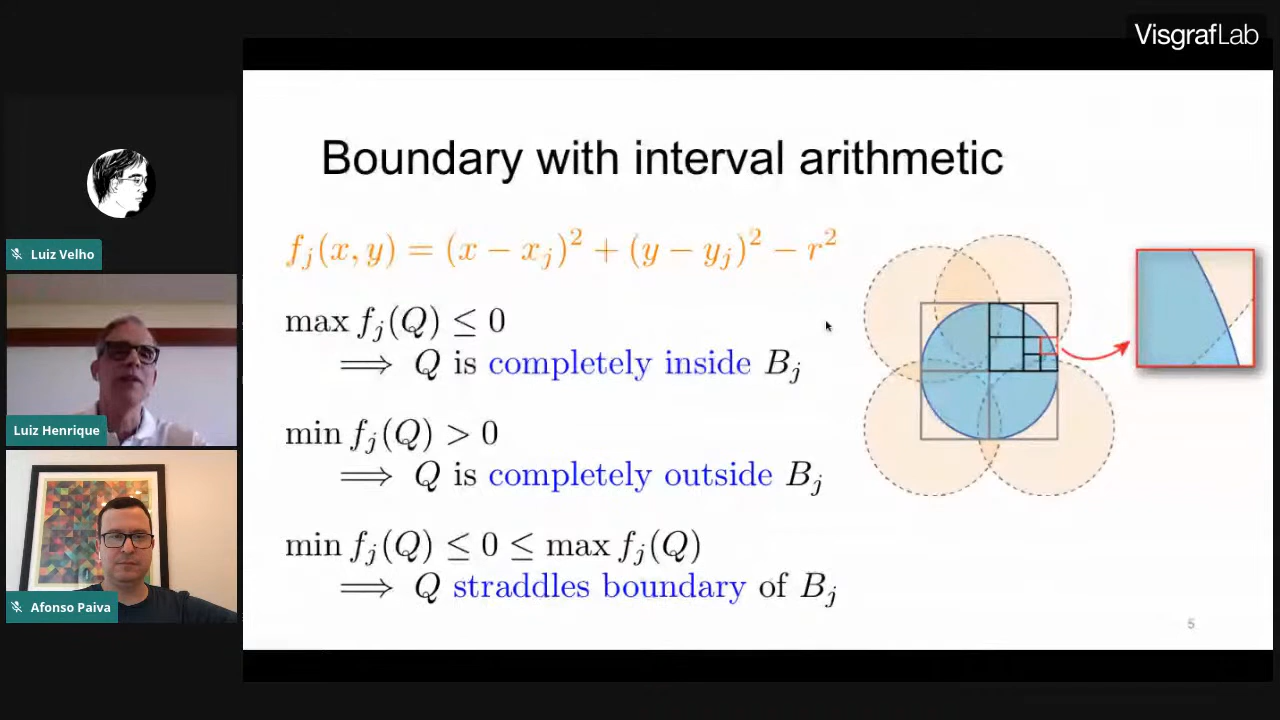 VisgrafLab
Boundary with interval arithmetic
f_j(x, y) = (x − x_j)² + (y − y_j)² − r²
max f_j(Q) ≤ 0
⟹ Q is completely inside B_j
min f_j(Q) > 0
⟹ Q is completely outside B_j
min f_j(Q) ≤ 0 ≤ max f_j(Q)
⟹ Q straddles boundary of B_j
5
Luiz Velho
Luiz Henrique
Afonso Paiva